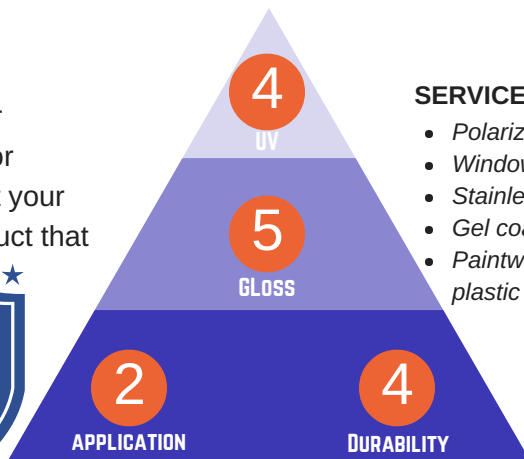 or
your
uct that
4
UV
5
GLOSS
2
APPLICATION
4
DURABILITY
SERVICE
• Polariz
• Window
• Stainle
• Gel coa
• Paintw
plastic